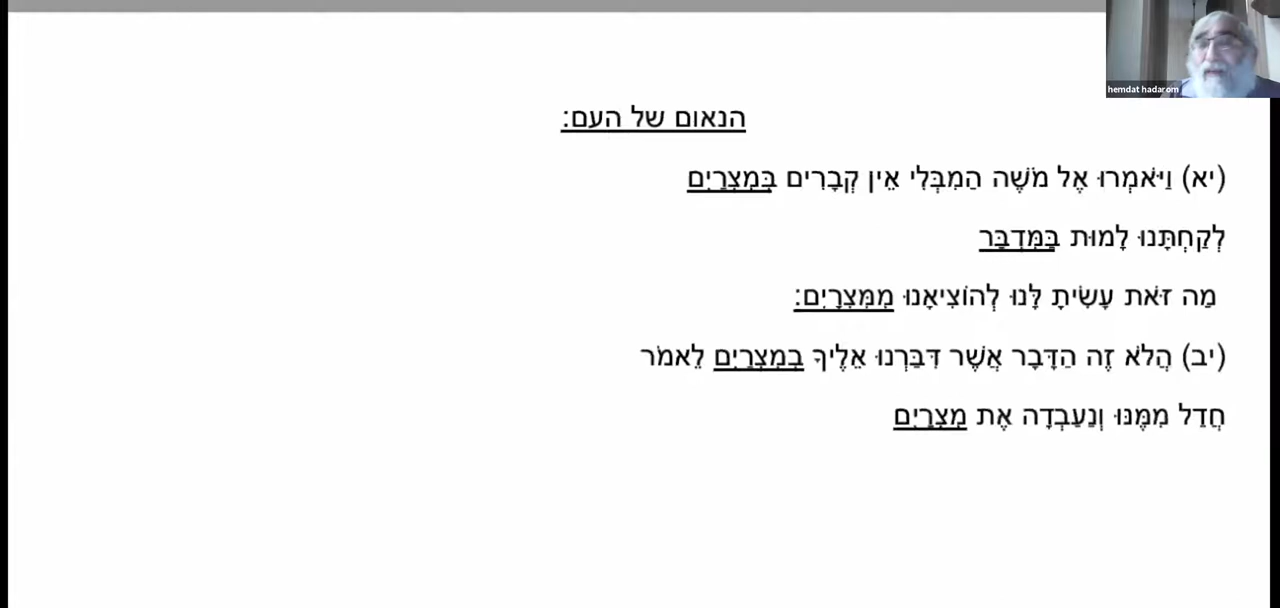 hemdat hadarom
הנאום של העם:
(יא) וַיֹּאמְרוּ אֶל מֹשֶׁה הַמִבְּלִי אֵין קְבָרִים בְּמִצְרַיִם
לְקַחְתָּנוּ לָמוּת בַּמִּדְבָּר
מַה זֹּאת עָשִׂיתָ לָּנוּ לְהוֹצִיאָנוּ מִמִּצְרָיִם:
(יב) הֲלֹא זֶה הַדָּבָר אֲשֶׁר דִּבַּרְנוּ אֵלֶיךָ בְמִצְרַיִם לֵאמֹר
חֲדַל מִמֶּנּוּ וְנַעַבְדָה אֶת מִצְרַיִם